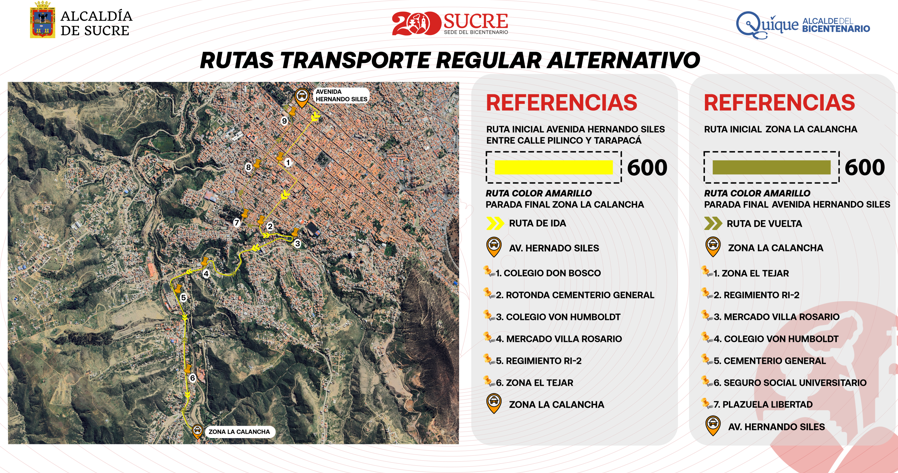 ALCALDÍA
DE SUCRE
200 SUCRE
SEDE DEL BICENTENARIO
Quique ALCALDE DEL
BICENTENARIO
RUTAS TRANSPORTE REGULAR ALTERNATIVO
AVENIDA
HERNANDO SILES
9
1
8
7
2
3
4
5
6
ZONA LA CALANCHA
REFERENCIAS
RUTA INICIAL AVENIDA HERNANDO SILES
ENTRE CALLE PILINCO Y TARAPACÁ
600
RUTA COLOR AMARILLO
PARADA FINAL ZONA LA CALANCHA
RUTA DE IDA
AV. HERNADO SILES
1. COLEGIO DON BOSCO
2. ROTONDA CEMENTERIO GENERAL
3. COLEGIO VON HUMBOLDT
4. MERCADO VILLA ROSARIO
5. REGIMIENTO RI-2
6. ZONA EL TEJAR
ZONA LA CALANCHA
REFERENCIAS
RUTA INICIAL ZONA LA CALANCHA
600
RUTA COLOR AMARILLO
PARADA FINAL AVENIDA HERNANDO SILES
RUTA DE VUELTA
ZONA LA CALANCHA
1. ZONA EL TEJAR
2. REGIMIENTO RI-2
3. MERCADO VILLA ROSARIO
4. COLEGIO VON HUMBOLDT
5. CEMENTERIO GENERAL
6. SEGURO SOCIAL UNIVERSITARIO
7. PLAZUELA LIBERTAD
AV. HERNANDO SILES